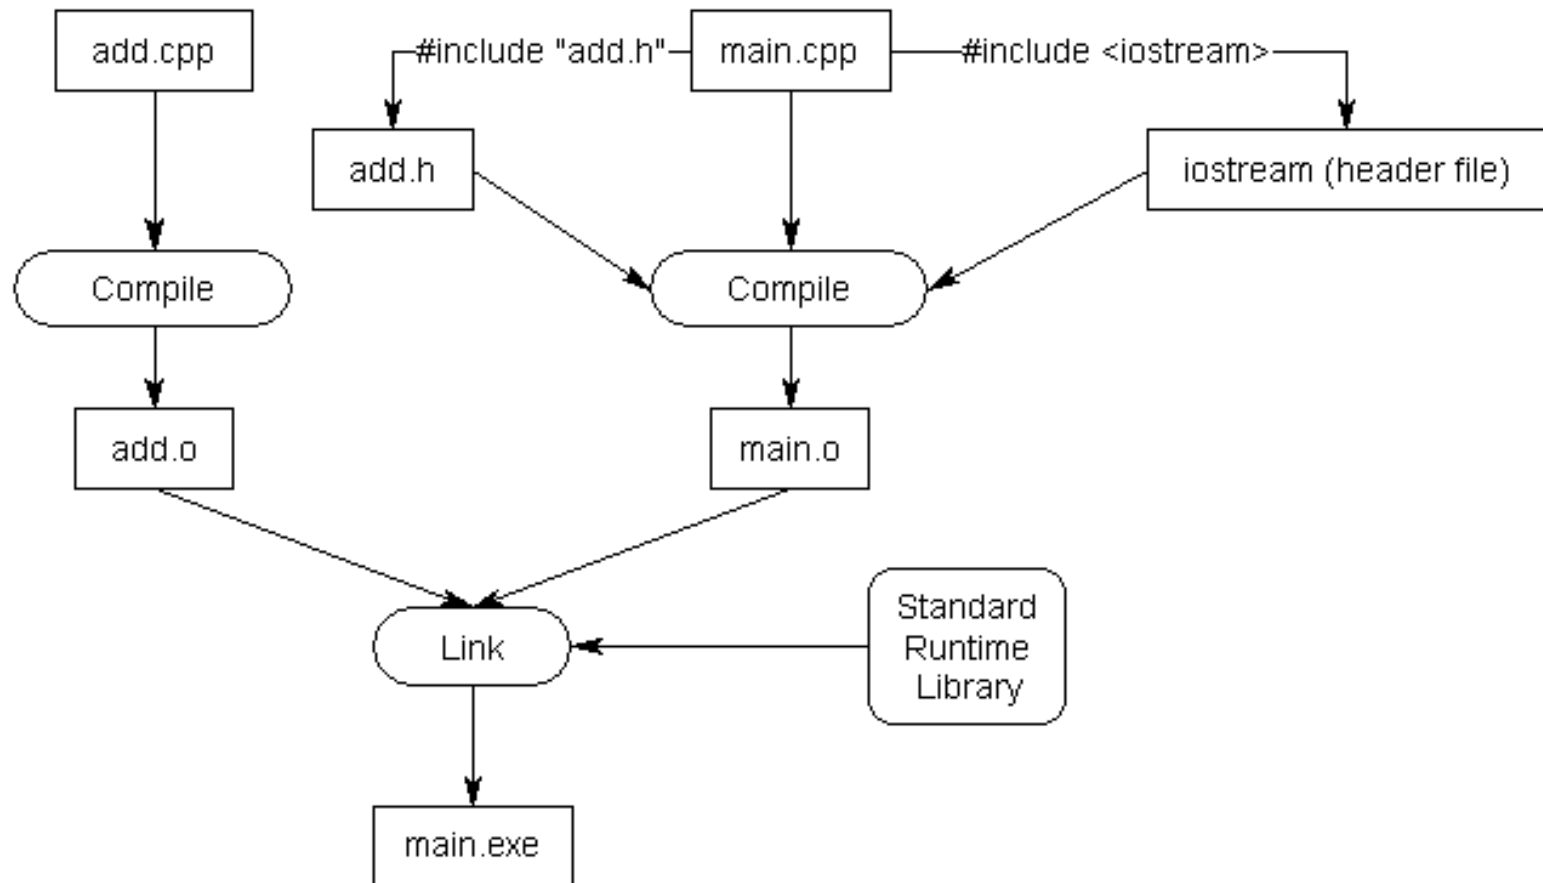 add.cpp
#include "add.h"
main.cpp
#include <iostream>
add.h
iostream (header file)
Compile
Compile
add.o
main.o
Standard
Runtime
Library
Link
main.exe